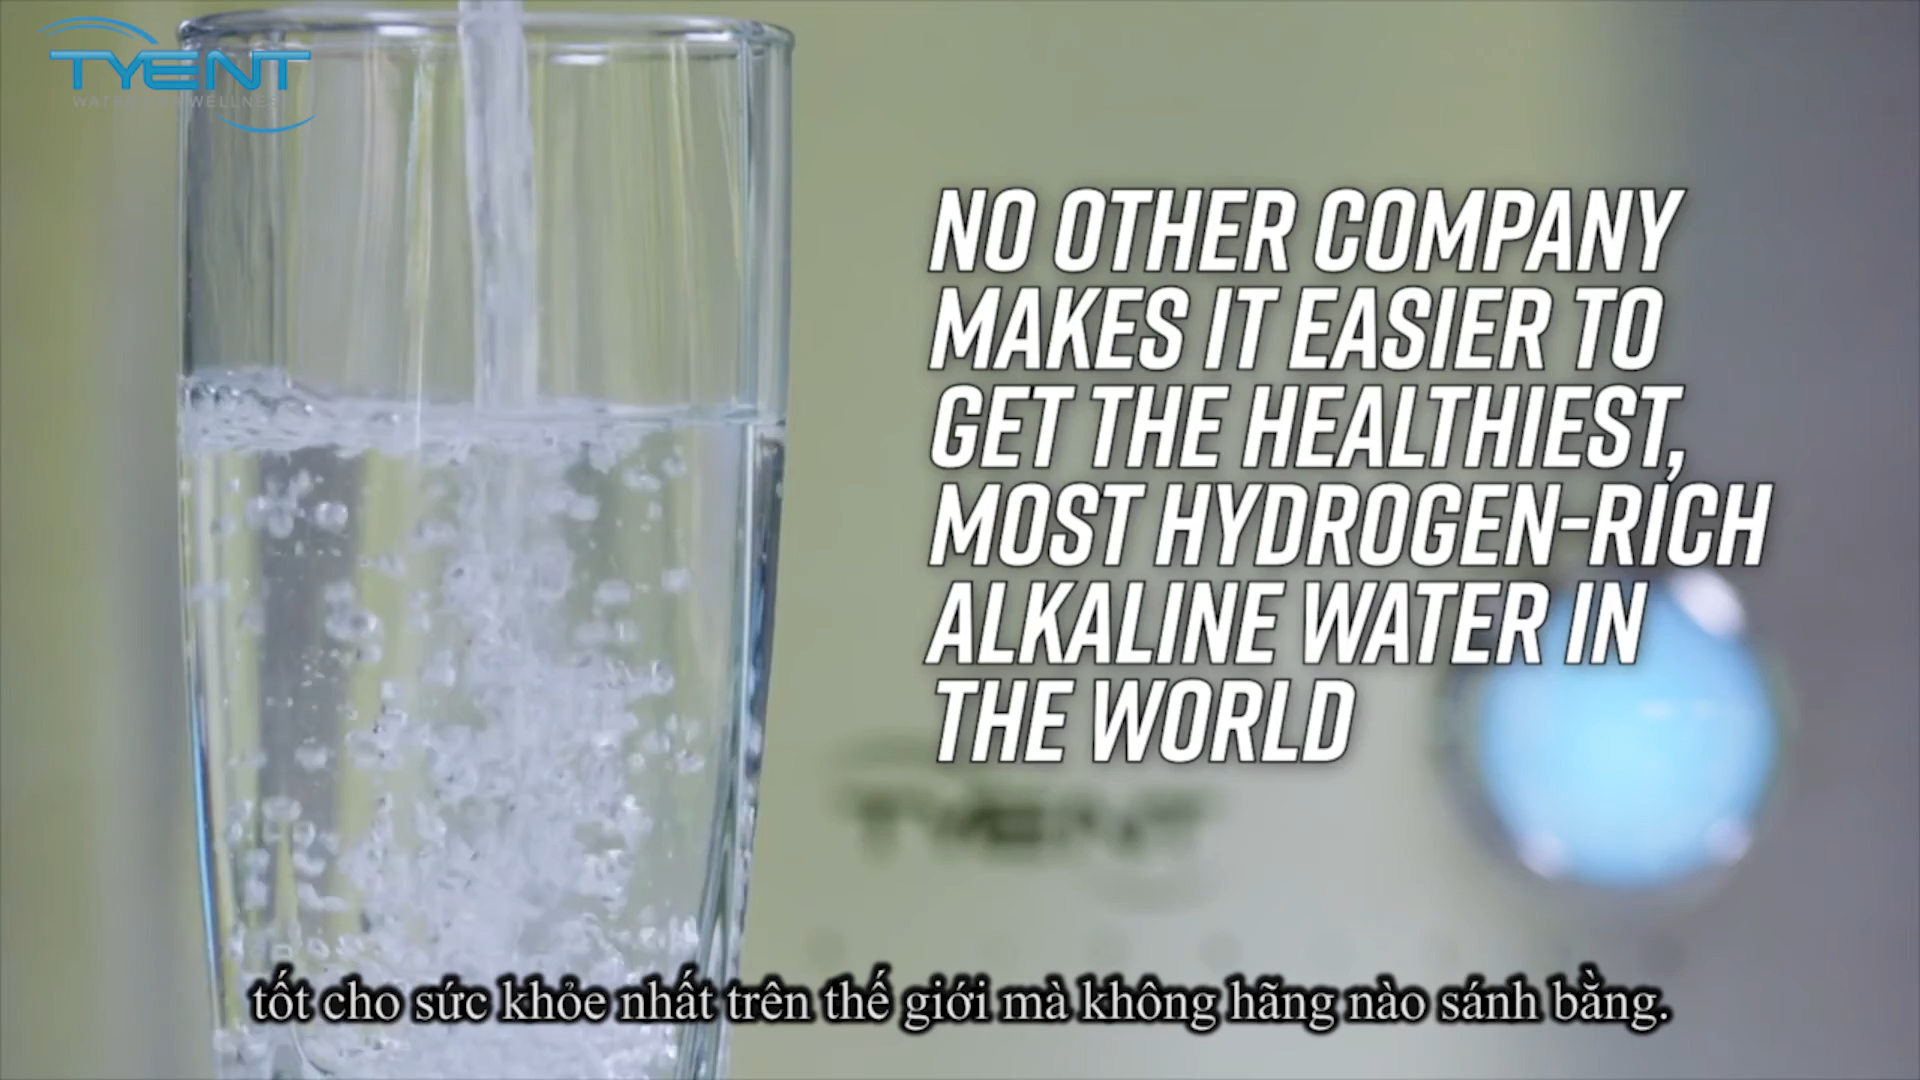 TYENT
NO OTHER COMPANY
MAKES IT EASIER TO
GET THE HEALTHIEST,
MOST HYDROGEN-RICH
ALKALINE WATER IN
THE WORLD
TYENT
tốt cho sức khỏe nhất trên thế giới mà không hãng nào sánh bằng.